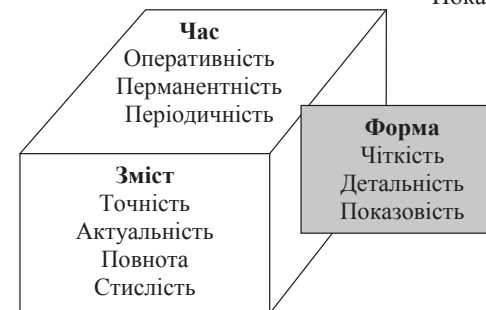 Час
Оперативність
Перманентність
Періодичність
Форма
Чіткість
Детальність
Показовість
Зміст
Точність
Актуальність
Повнота
Стислість